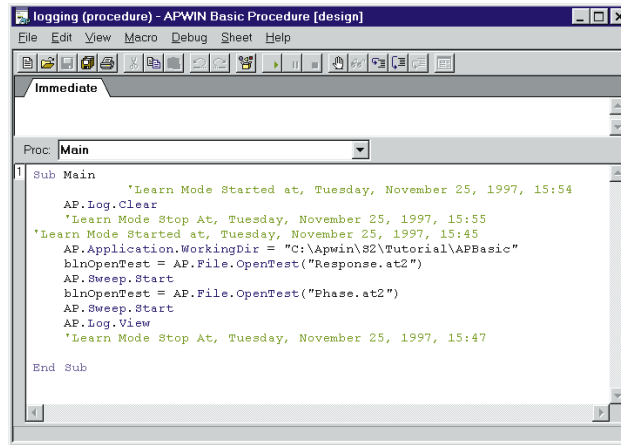 logging (procedure) - APWIN Basic Procedure [design]
File Edit View Macro Debug Sheet Help
Immediate
Proc: Main
1
Sub Main
'Learn Mode Started at, Tuesday, November 25, 1997, 15:54
AP.Log.Clear
'Learn Mode Stop At, Tuesday, November 25, 1997, 15:55
'Learn Mode Started at, Tuesday, November 25, 1997, 15:45
AP.Application.WorkingDir = "C:\Apwin\S2\Tutorial\APBasic"
blnOpenTest = AP.File.OpenTest("Response.at2")
AP.Sweep.Start
blnOpenTest = AP.File.OpenTest("Phase.at2")
AP.Sweep.Start
AP.Log.View
'Learn Mode Stop At, Tuesday, November 25, 1997, 15:47
End Sub